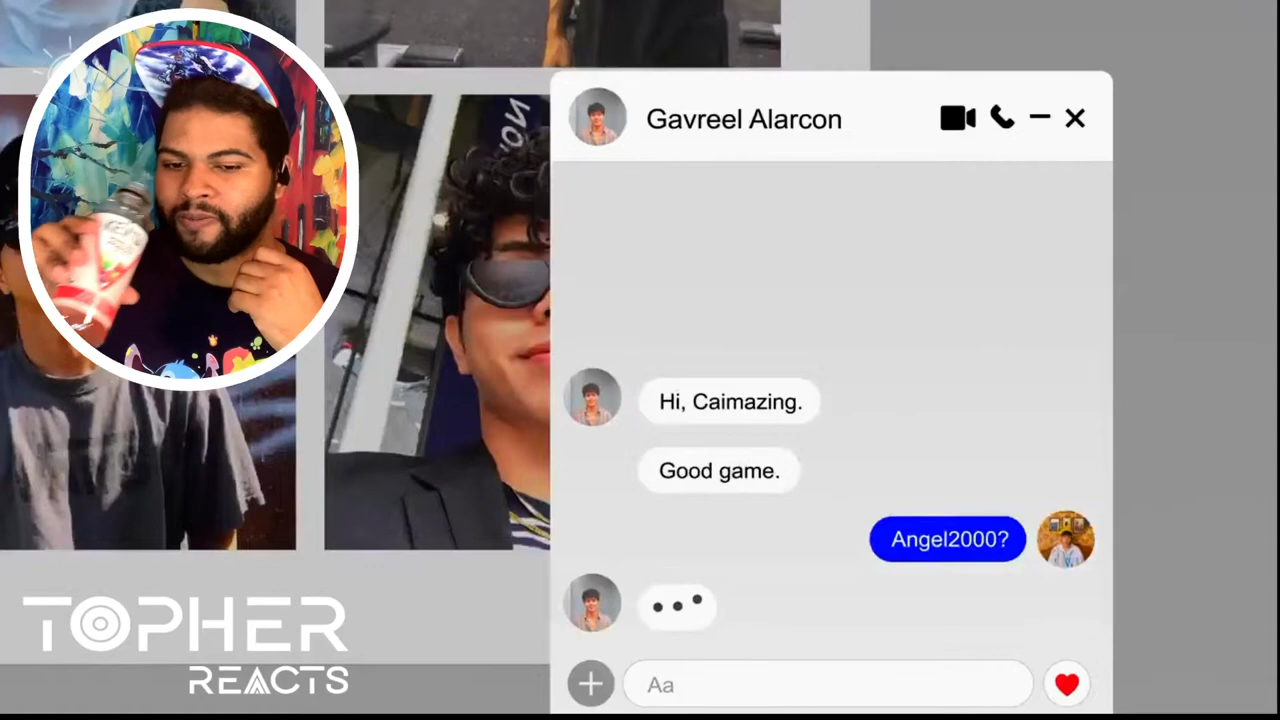 Gavreel Alarcon
Hi, Caimazing.
Good game.
Angel2000?
Aa
TOPHER
REACTS